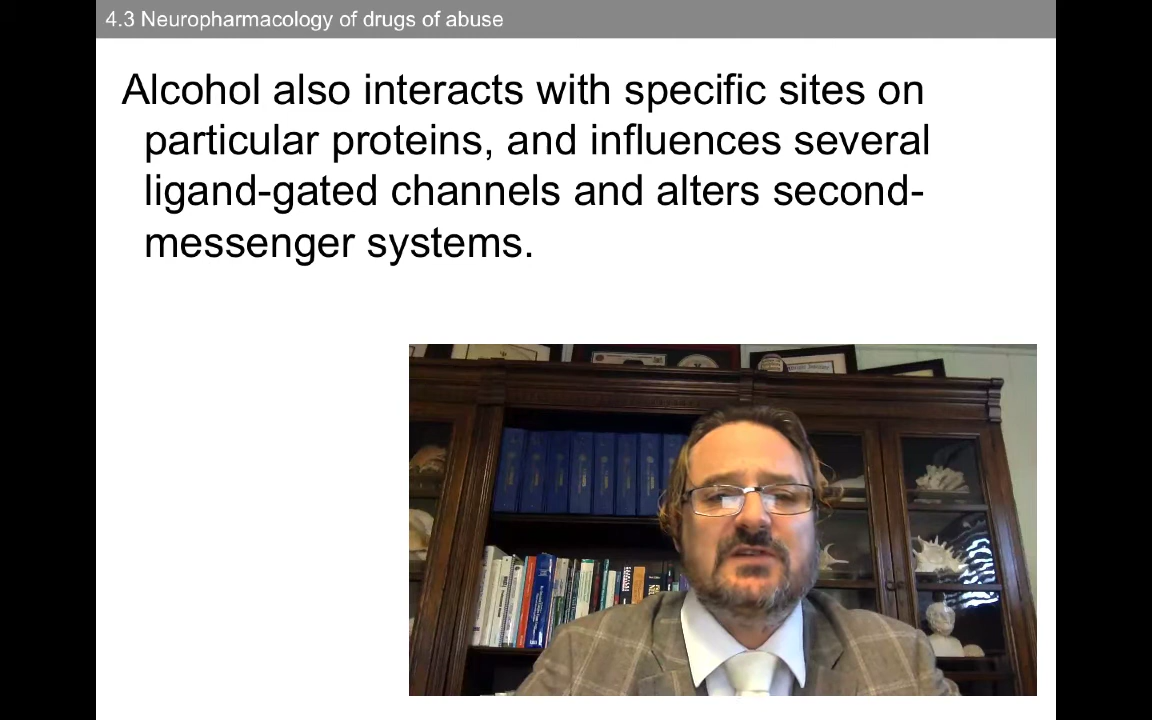 4.3 Neuropharmacology of drugs of abuse
Alcohol also interacts with specific sites on
particular proteins, and influences several
ligand-gated channels and alters second-
messenger systems.